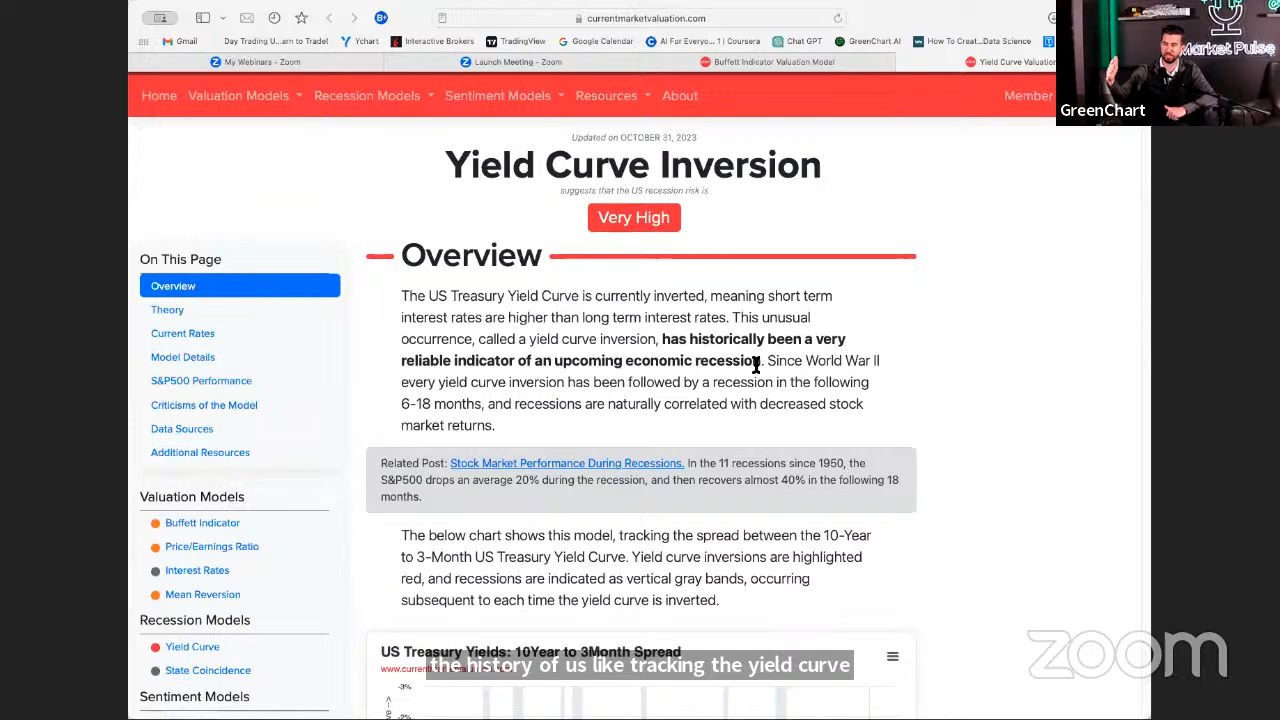 currentmarketvaluation.com
Gmail
Day Trading U...arn to Trade!
Ychart
Interactive Brokers
TradingView
Google Calendar
AI For Everyo... | Coursera
Chat GPT
GreenChart AI
How To Creat...Data Science
My Webinars - Zoom
Launch Meeting - Zoom
Buffett Indicator Valuation Model
Yield Curve Valuation
Market Pulse
GreenChart
Home
Valuation Models
Recession Models
Sentiment Models
Resources
About
Member
Updated on OCTOBER 31, 2023
Yield Curve Inversion
suggests that the US recession risk is
Very High
On This Page
Overview
Theory
Current Rates
Model Details
S&P500 Performance
Criticisms of the Model
Data Sources
Additional Resources
Valuation Models
Buffett Indicator
Price/Earnings Ratio
Interest Rates
Mean Reversion
Recession Models
Yield Curve
State Coincidence
Sentiment Models
Overview
The US Treasury Yield Curve is currently inverted, meaning short term
interest rates are higher than long term interest rates. This unusual
occurrence, called a yield curve inversion, has historically been a very
reliable indicator of an upcoming economic recession. Since World War II
every yield curve inversion has been followed by a recession in the following
6-18 months, and recessions are naturally correlated with decreased stock
market returns.
Related Post: Stock Market Performance During Recessions. In the 11 recessions since 1950, the
S&P500 drops an average 20% during the recession, and then recovers almost 40% in the following 18
months.
The below chart shows this model, tracking the spread between the 10-Year
to 3-Month US Treasury Yield Curve. Yield curve inversions are highlighted
red, and recessions are indicated as vertical gray bands, occurring
subsequent to each time the yield curve is inverted.
US Treasury Yields: 10Year to 3Month Spread
the history of us like tracking the yield curve
-3%
-2%
zoom